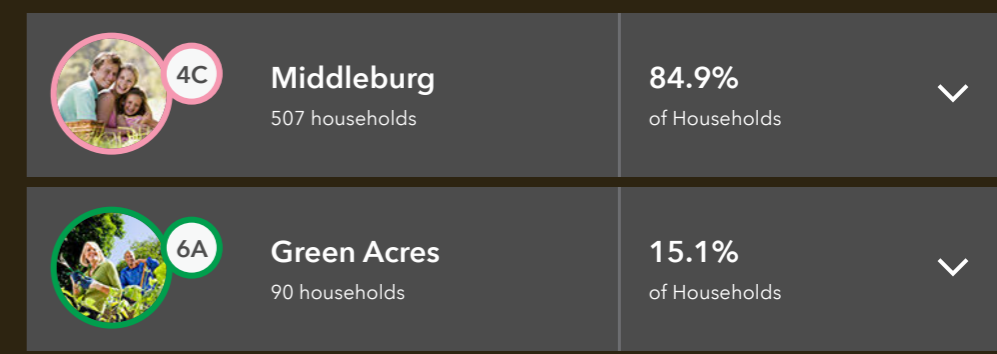 4C
Middleburg
507 households
84.9%
of Households
6A
Green Acres
90 households
15.1%
of Households